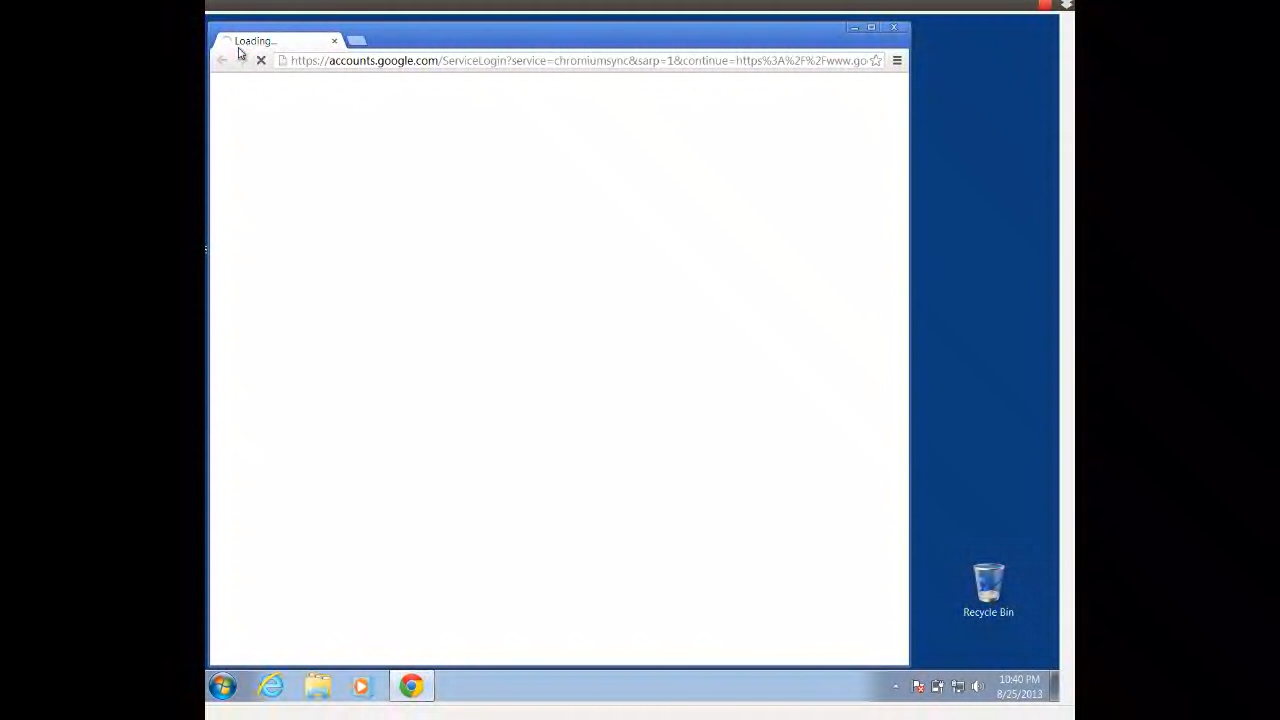 Loading...
https://accounts.google.com/ServiceLogin?service=chromiumsync&sarp=1&continue=https%3A%2F%2Fwww.go
Recycle Bin
10:40 PM
8/25/2013